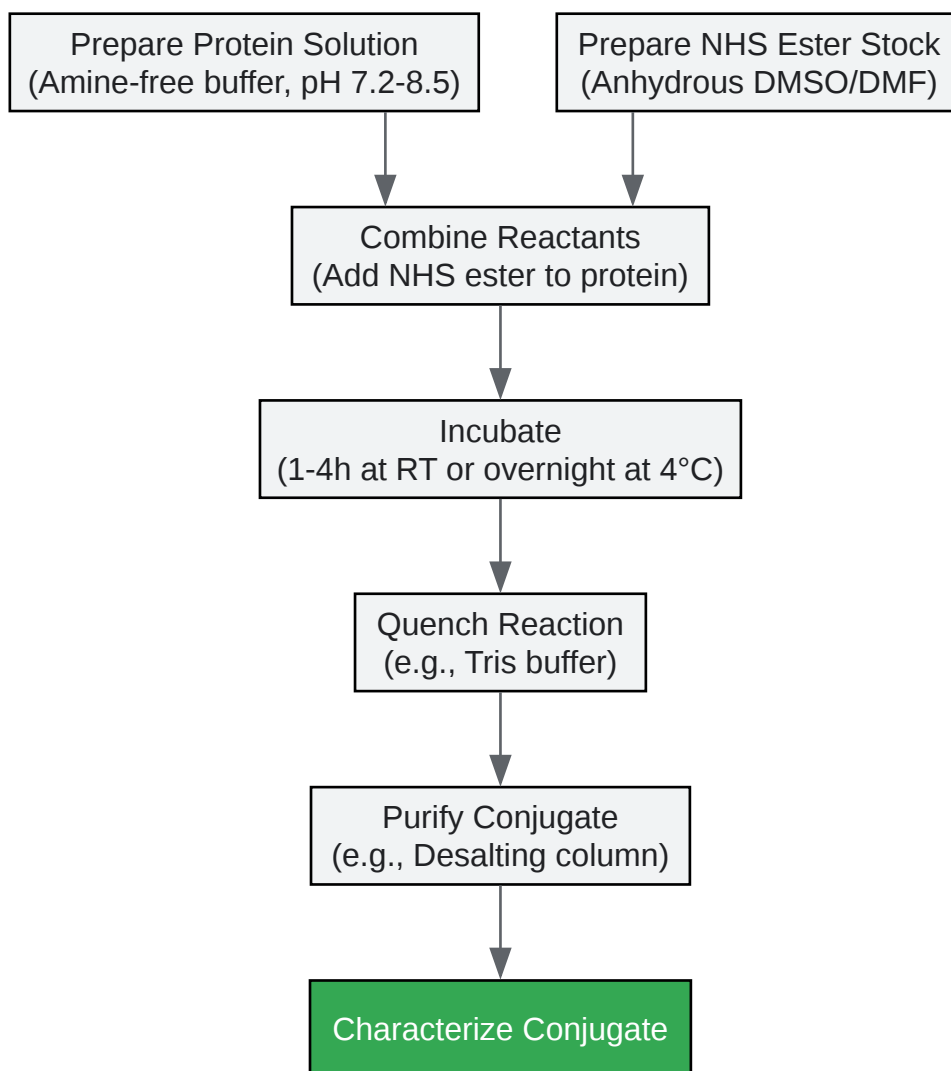 Prepare Protein Solution
(Amine-free buffer, pH 7.2-8.5)
Prepare NHS Ester Stock
(Anhydrous DMSO/DMF)
Combine Reactants
(Add NHS ester to protein)
Incubate
(1-4h at RT or overnight at 4°C)
Quench Reaction
(e.g., Tris buffer)
Purify Conjugate
(e.g., Desalting column)
Characterize Conjugate